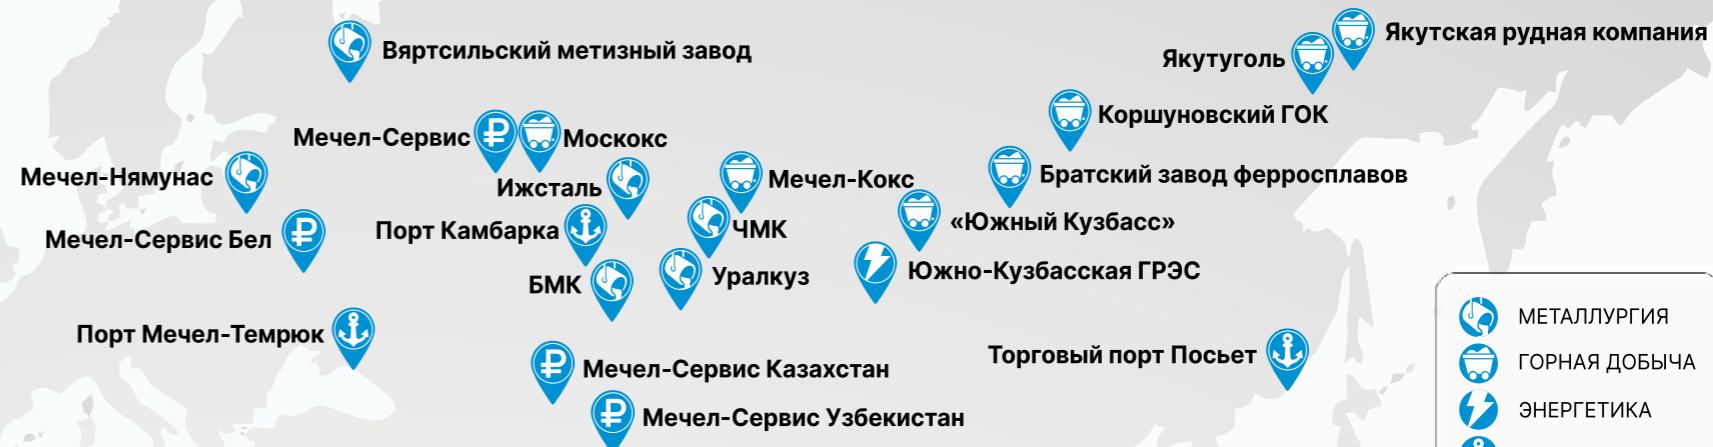 Якутская рудная компания
Вяртсильский метизный завод
Якутуголь
Коршуновский ГОК
Мечел-Сервис
Москокс
Мечел-Нямунас
Ижсталь
Мечел-Кокс
Братский завод ферросплавов
Мечел-Сервис Бел
Порт Камбарка
ЧМК
«Южный Кузбасс»
БМК
Уралкуз
Южно-Кузбасская ГРЭС
Порт Мечел-Темрюк
Торговый порт Посьет
Мечел-Сервис Казахстан
Мечел-Сервис Узбекистан
МЕТАЛЛУРГИЯ
ГОРНАЯ ДОБЫЧА
ЭНЕРГЕТИКА